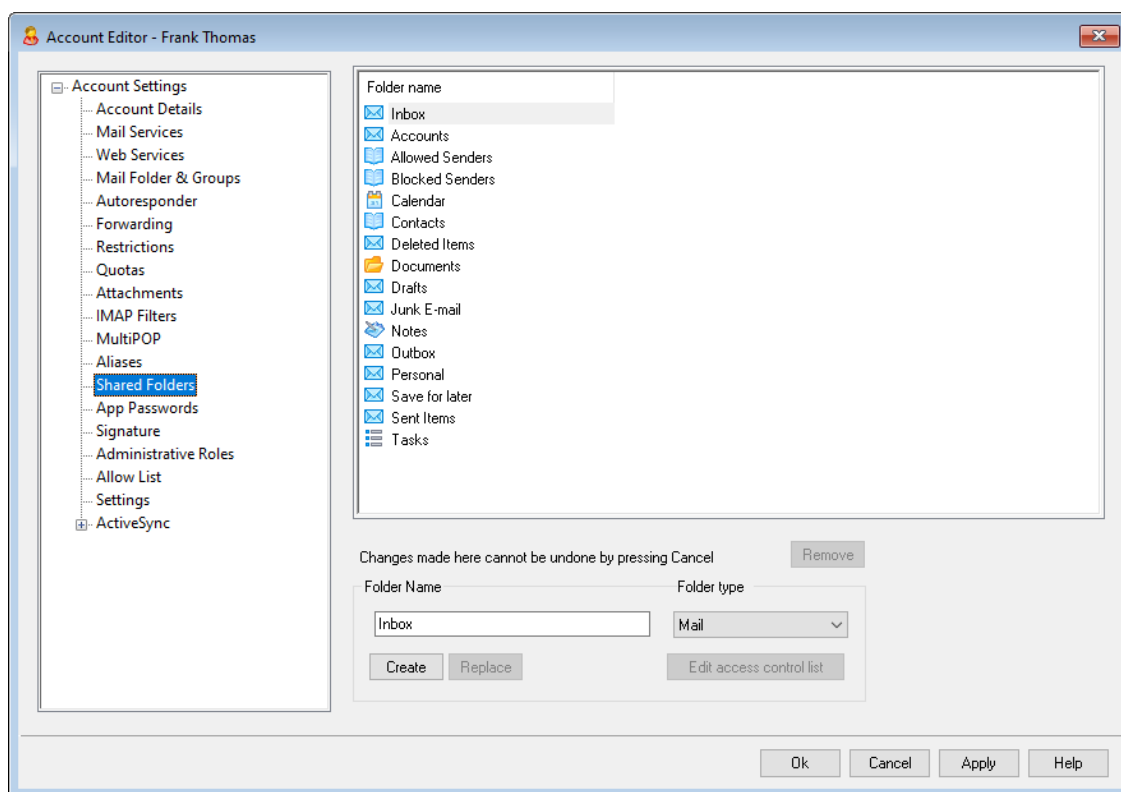 Account Editor - Frank Thomas
Account Settings
Account Details
Mail Services
Web Services
Mail Folder & Groups
Autoresponder
Forwarding
Restrictions
Quotas
Attachments
IMAP Filters
MultiPOP
Aliases
Shared Folders
App Passwords
Signature
Administrative Roles
Allow List
Settings
ActiveSync
Folder name
Inbox
Accounts
Allowed Senders
Blocked Senders
Calendar
Contacts
Deleted Items
Documents
Drafts
Junk E-mail
Notes
Outbox
Personal
Save for later
Sent Items
Tasks
Changes made here cannot be undone by pressing Cancel
Remove
Folder Name
Folder type
Inbox
Mail
Create
Replace
Edit access control list
Ok
Cancel
Apply
Help